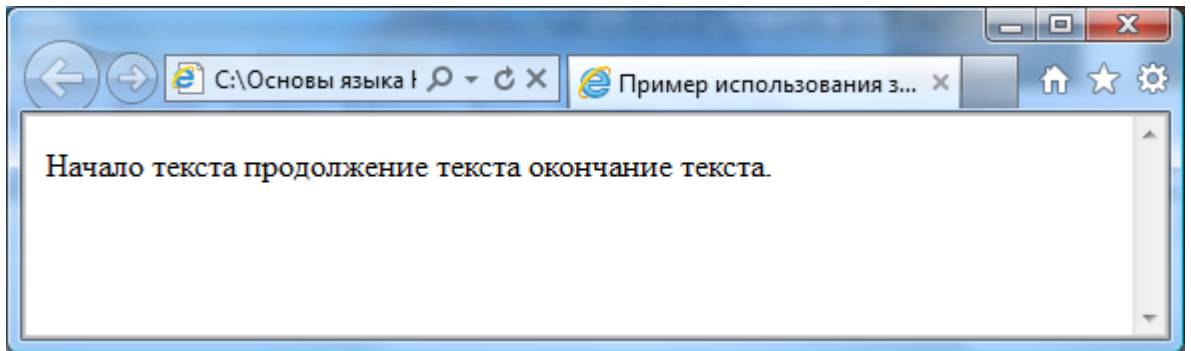 C:\Основы языка H
Пример использования з...
Начало текста продолжение текста окончание текста.